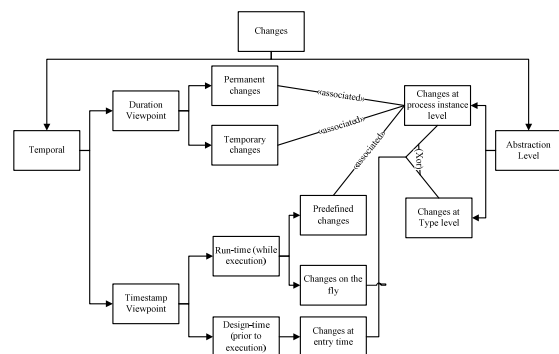 Changes
Permanent
changes
«associated»
Changes at
process instance
level
Duration
Viewpoint
Temporal
Temporary
changes
«associated»
«associated»
Abstraction
Level
{Xor}
Predefined
changes
Changes at
Type level
Run-time (while
execution)
Changes on the
fly
Timestamp
Viewpoint
Design-time
(prior to
execution)
Changes at
entry time